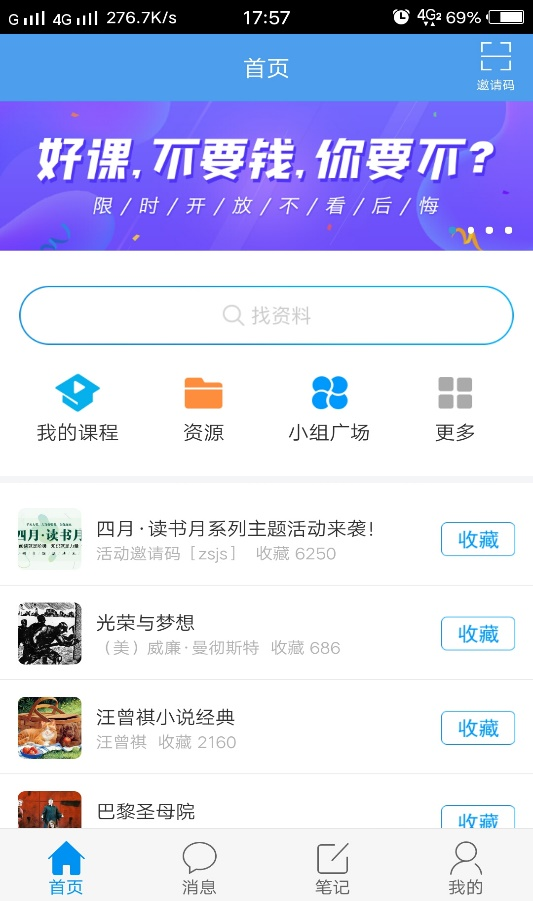 G 4G 276.7K/s 17:57 4G2 69%
首页
邀请码
好课,不要钱,你要不?
限/时/开/放/不/看/后/悔
找资料
我的课程 资源 小组广场 更多
四月·读书月
四月·读书月系列主题活动来袭!
活动邀请码[zsjs] 收藏 6250
收藏
光荣与梦想
(美)威廉·曼彻斯特 收藏 686
收藏
汪曾祺小说经典
汪曾祺 收藏 2160
收藏
巴黎圣母院
收藏
首页 消息 笔记 我的